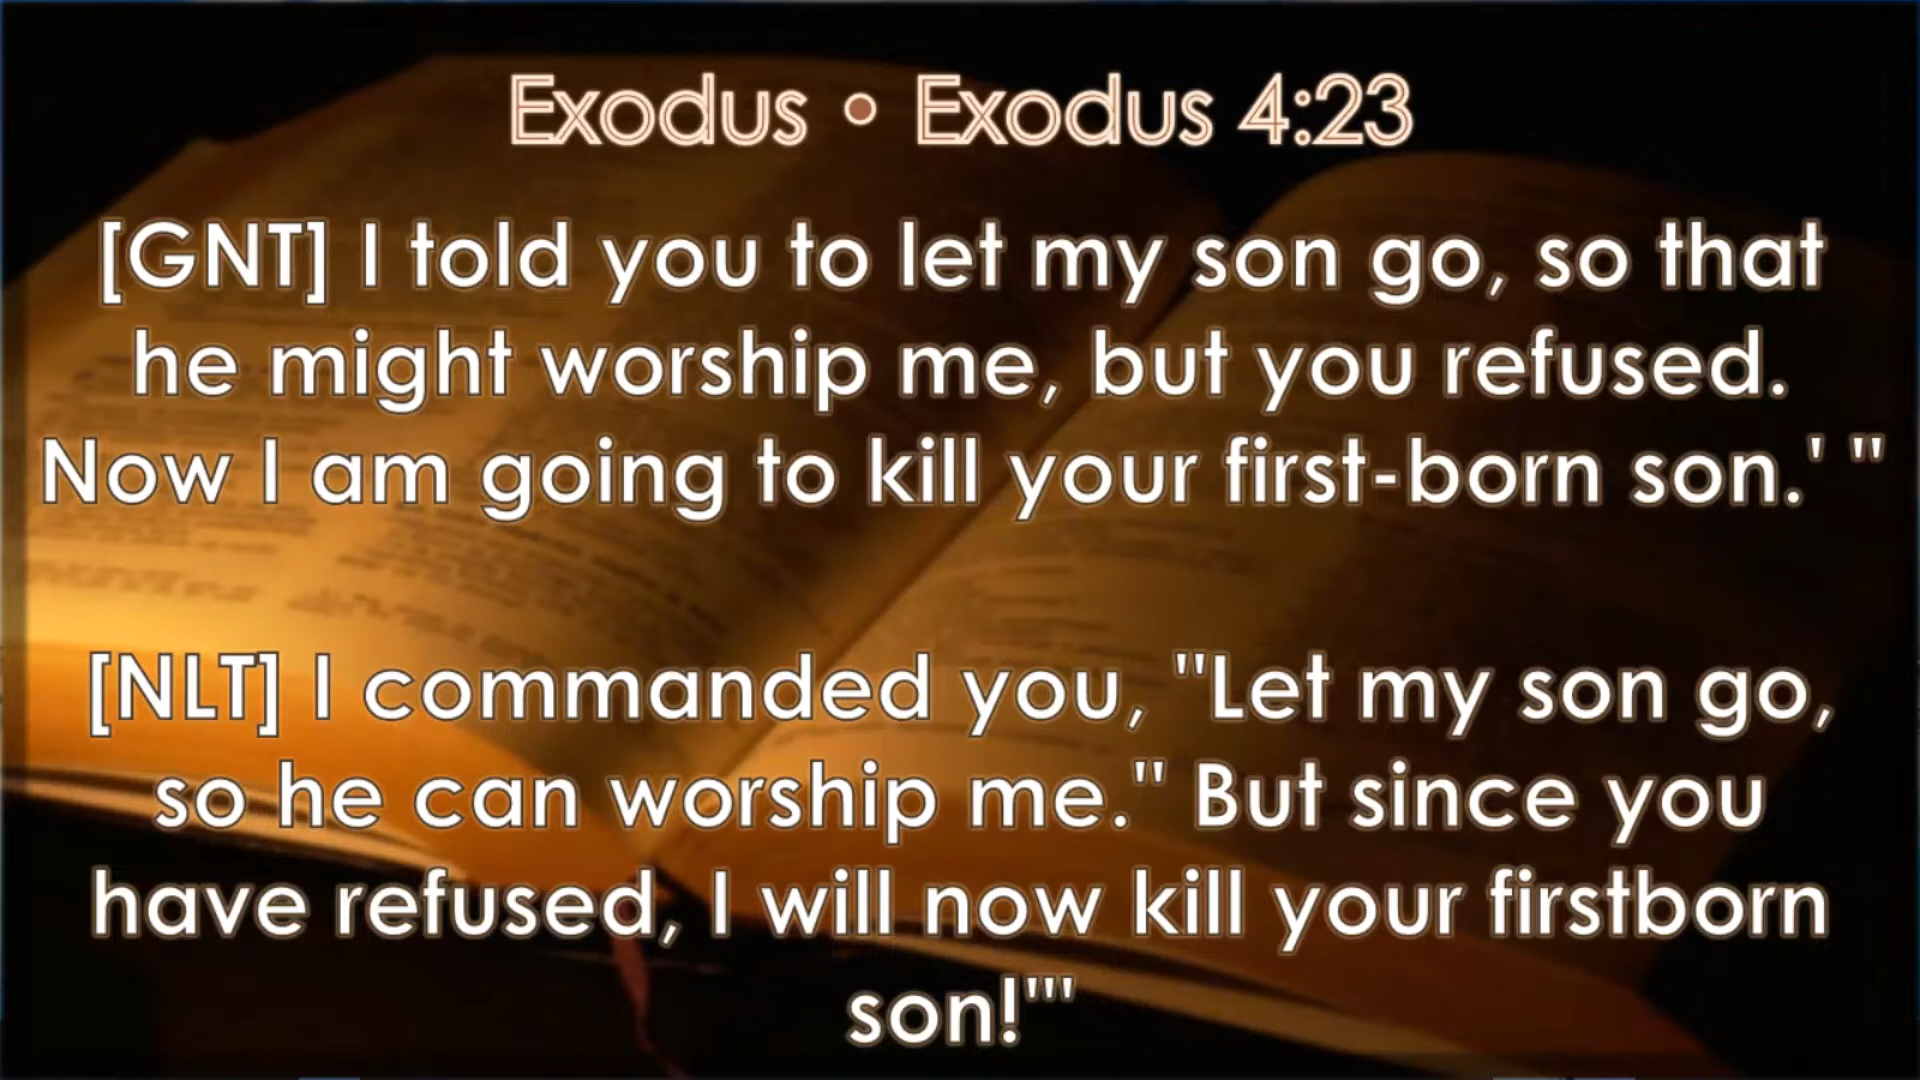 Exodus • Exodus 4:23
[GNT] I told you to let my son go, so that
he might worship me, but you refused.
Now I am going to kill your first-born son.' "
[NLT] I commanded you, "Let my son go,
so he can worship me." But since you
have refused, I will now kill your firstborn
son!"'